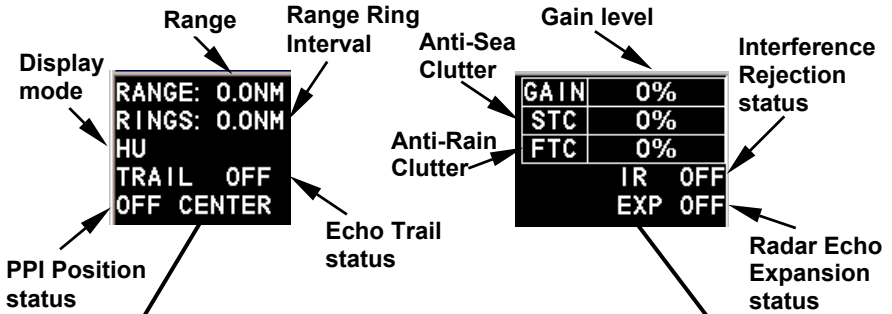 Range
Range Ring
Interval
Display
mode
RANGE: 0.0NM
RINGS: 0.0NM
HU
TRAIL OFF
OFF CENTER
PPI Position
status
Echo Trail
status
Gain level
Anti-Sea
Clutter
Anti-Rain
Clutter
GAIN 0%
STC 0%
FTC 0%
IR OFF
EXP OFF
Interference
Rejection
status
Radar Echo
Expansion
status